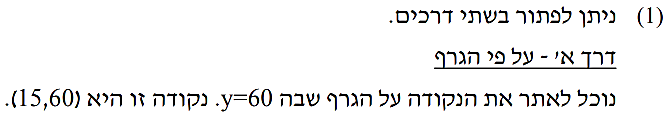 (1) ניתן לפתור בשתי דרכים.
דרך א׳ - על פי הגרף
נוכל לאתר את הנקודה על הגרף שבה y=60. נקודה זו היא (15,60).